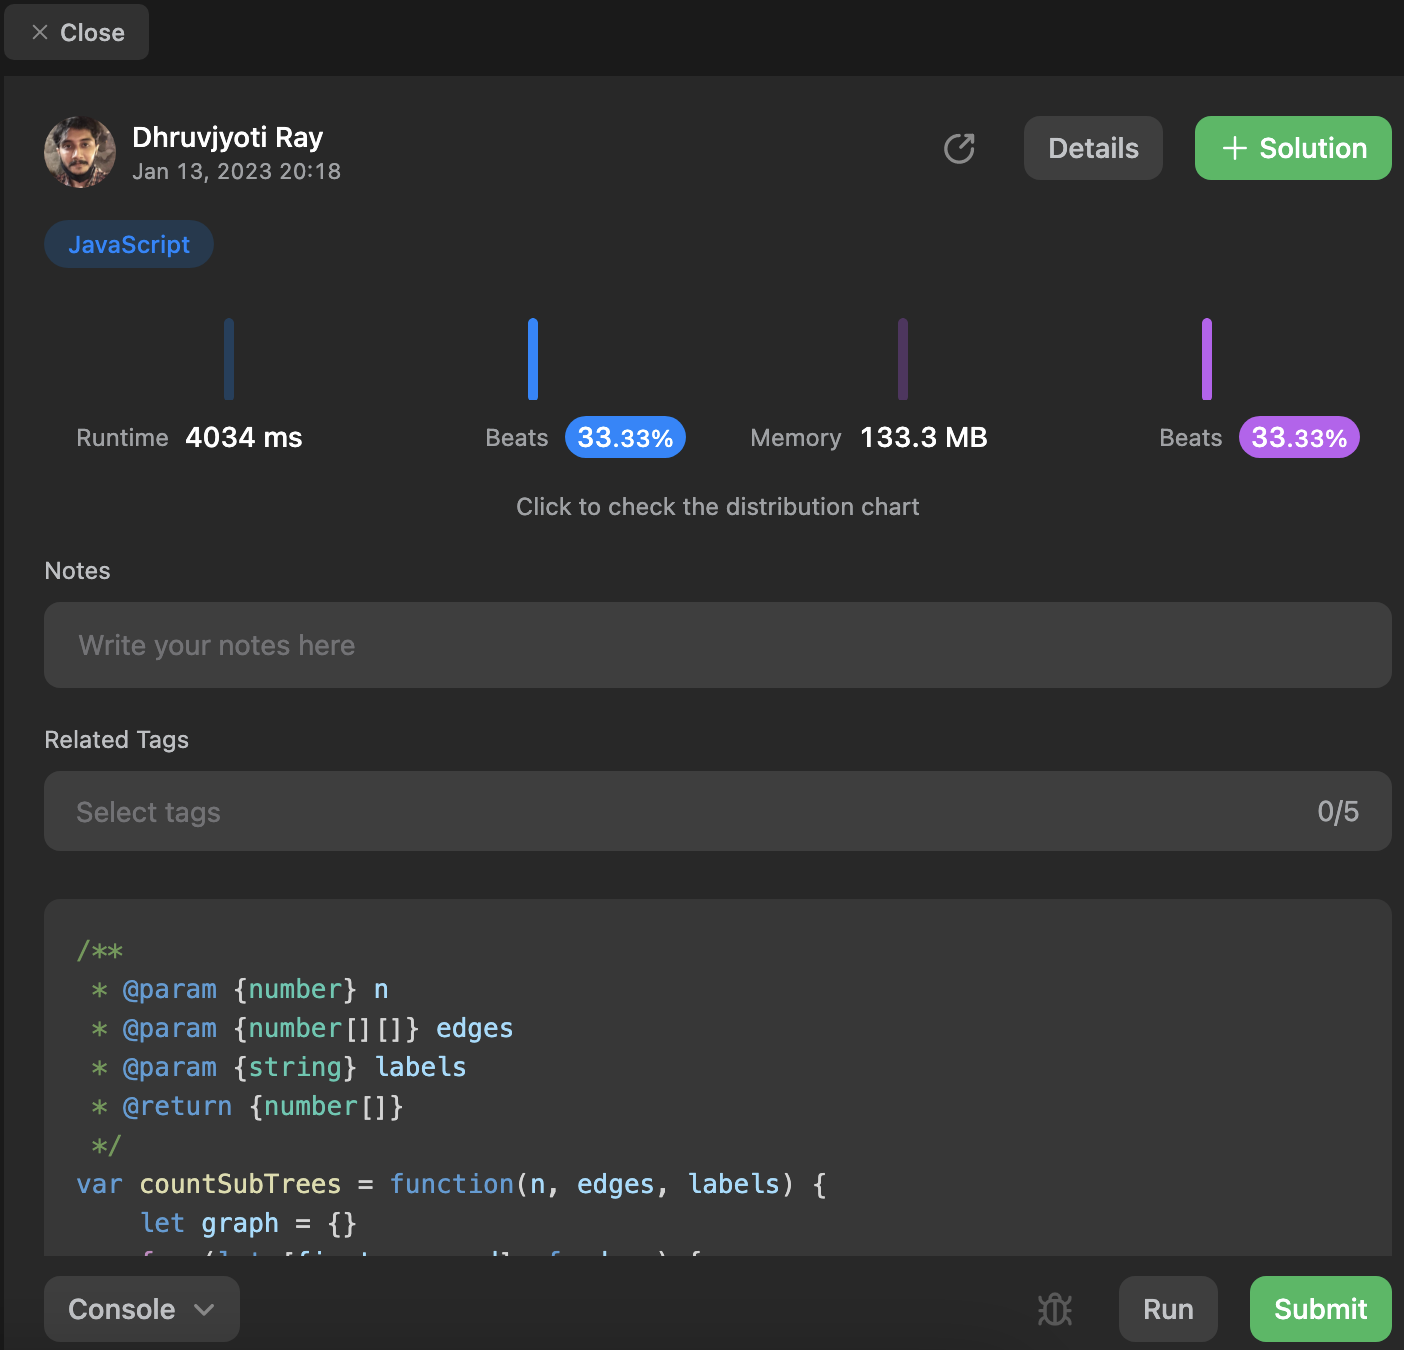 Close
Dhruvjyoti Ray
Jan 13, 2023 20:18
Details
+ Solution
JavaScript
Runtime 4034 ms
Beats 33.33%
Memory 133.3 MB
Beats 33.33%
Click to check the distribution chart
Notes
Write your notes here
Related Tags
Select tags
0/5
/**
 * @param {number} n
 * @param {number[][]} edges
 * @param {string} labels
 * @return {number[]}
 */
var countSubTrees = function(n, edges, labels) {
    let graph = {}
Console
Run
Submit